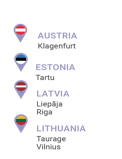 AUSTRIA
Klagenfurt
ESTONIA
Tartu
LATVIA
Liepāja
Riga
LITHUANIA
Taurage
Vilnius